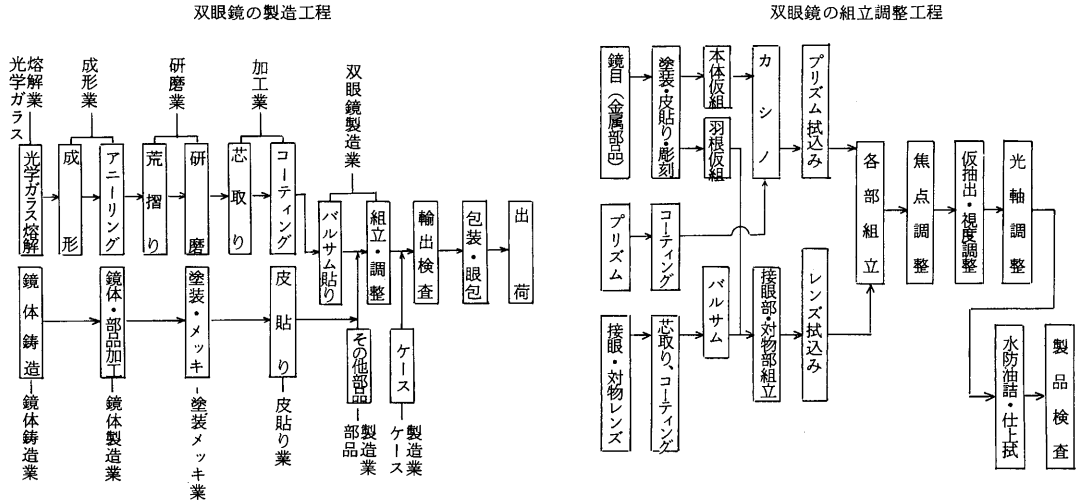 双眼鏡の製造工程
光学ガラス
熔解業
成形業
研磨業
加工業
双眼鏡製造業
光学ガラス熔解
成形
アニーリング
荒摺り
研磨
芯取り
コーティング
バルサム貼り
組立・調整
輸出検査
包装・眼包
出荷
鏡体鋳造
鏡体・部品加工
塗装・メッキ
皮貼り
その他部品
ケース
鏡体鋳造業
鏡体製造業
塗装メッキ業
皮貼り業
部品
製造業
ケース
製造業
双眼鏡の組立調整工程
鏡目（金属部品）
塗装・皮貼り・彫刻
本体仮組
羽根仮組
カシノ
プリズム拭込み
プリズム
コーティング
接眼・対物レンズ
芯取り、コーティング
バルサム
接眼部・対物部組立
レンズ拭込み
各部組立
焦点調整
仮抽出・視度調整
光軸調整
水防油詰・仕上拭
製品検査